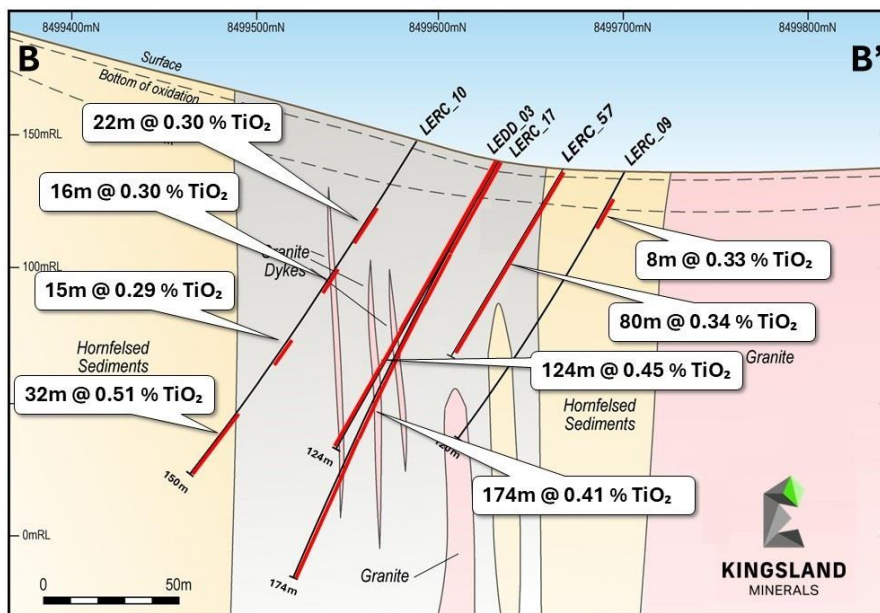 8499400mN
8499500mN
8499600mN
8499700mN
8499800mN
B
B'
Surface
Bottom of oxidation
LERC_10
LEDD_03
LERC_17
LERC_57
LERC_09
22m @ 0.30 % TiO₂
150mRL
16m @ 0.30 % TiO₂
Granite
Dykes
8m @ 0.33 % TiO₂
100mRL
15m @ 0.29 % TiO₂
80m @ 0.34 % TiO₂
Hornfelsed
Sediments
Granite
124m @ 0.45 % TiO₂
32m @ 0.51 % TiO₂
Hornfelsed
Sediments
124m
150m
174m @ 0.41 % TiO₂
0mRL
174m
Granite
0
50m
KINGSLAND
MINERALS